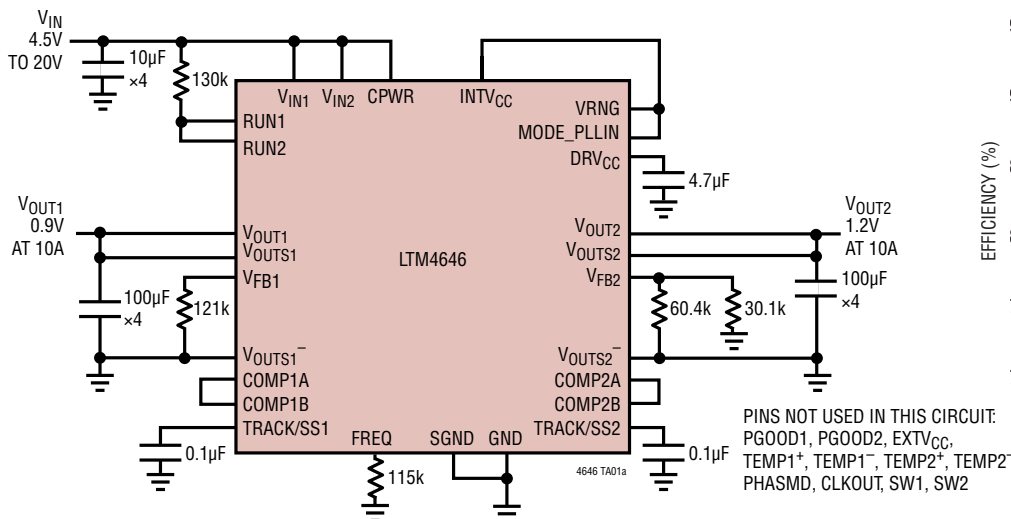 VIN
4.5V
TO 20V
10µF
×4
130k
VIN1
VIN2
CPWR
INTVCC
RUN1
RUN2
VRNG
MODE_PLLIN
DRVCC
4.7µF
VOUT1
0.9V
AT 10A
VOUT1
VOUTS1
VFB1
LTM4646
VOUT2
VOUTS2
VFB2
VOUT2
1.2V
AT 10A
100µF
×4
121k
60.4k
30.1k
100µF
×4
VOUTS1–
COMP1A
COMP1B
TRACK/SS1
VOUTS2–
COMP2A
COMP2B
TRACK/SS2
0.1µF
FREQ
SGND
GND
115k
4646 TA01a
0.1µF
PINS NOT USED IN THIS CIRCUIT:
PGOOD1, PGOOD2, EXTVCC,
TEMP1+, TEMP1–, TEMP2+, TEMP2–
PHASMD, CLKOUT, SW1, SW2
EFFICIENCY (%)